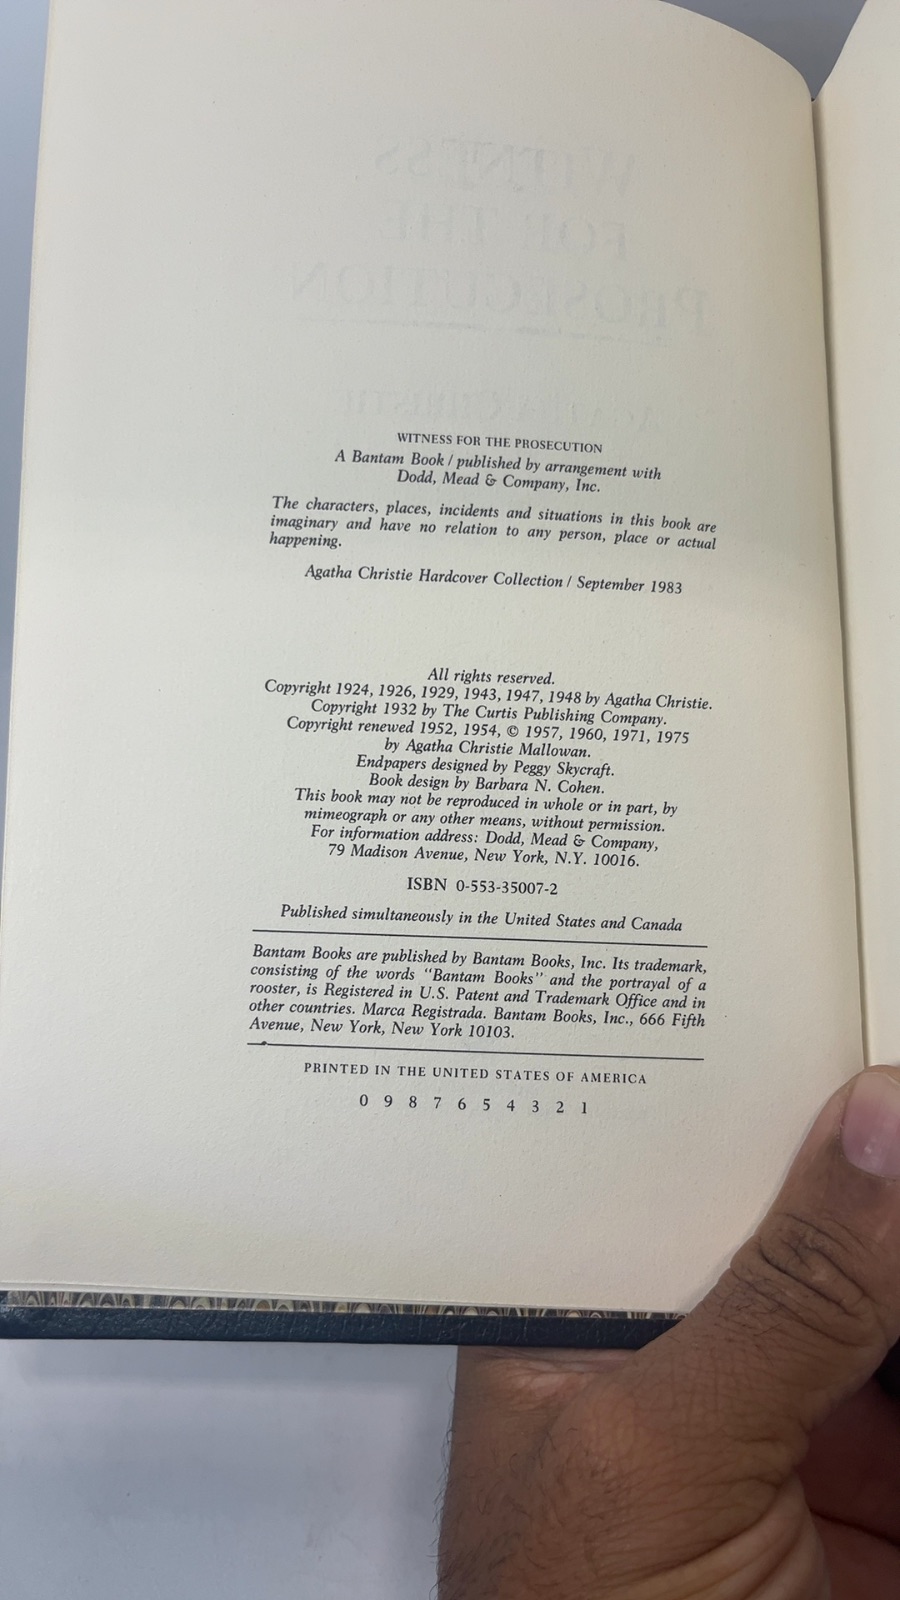 WITNESS
FOR THE
PROSECUTION
AGATHA CHRISTIE
WITNESS FOR THE PROSECUTION
A Bantam Book / published by arrangement with
Dodd, Mead & Company, Inc.
The characters, places, incidents and situations in this book are
imaginary and have no relation to any person, place or actual
happening.
Agatha Christie Hardcover Collection / September 1983
All rights reserved.
Copyright 1924, 1926, 1929, 1943, 1947, 1948 by Agatha Christie.
Copyright 1932 by The Curtis Publishing Company.
Copyright renewed 1952, 1954, © 1957, 1960, 1971, 1975
by Agatha Christie Mallowan.
Endpapers designed by Peggy Skycraft.
Book design by Barbara N. Cohen.
This book may not be reproduced in whole or in part, by
mimeograph or any other means, without permission.
For information address: Dodd, Mead & Company,
79 Madison Avenue, New York, N.Y. 10016.
ISBN 0-553-35007-2
Published simultaneously in the United States and Canada
Bantam Books are published by Bantam Books, Inc. Its trademark,
consisting of the words "Bantam Books" and the portrayal of a
rooster, is Registered in U.S. Patent and Trademark Office and in
other countries. Marca Registrada. Bantam Books, Inc., 666 Fifth
Avenue, New York, New York 10103.
PRINTED IN THE UNITED STATES OF AMERICA
0 9 8 7 6 5 4 3 2 1